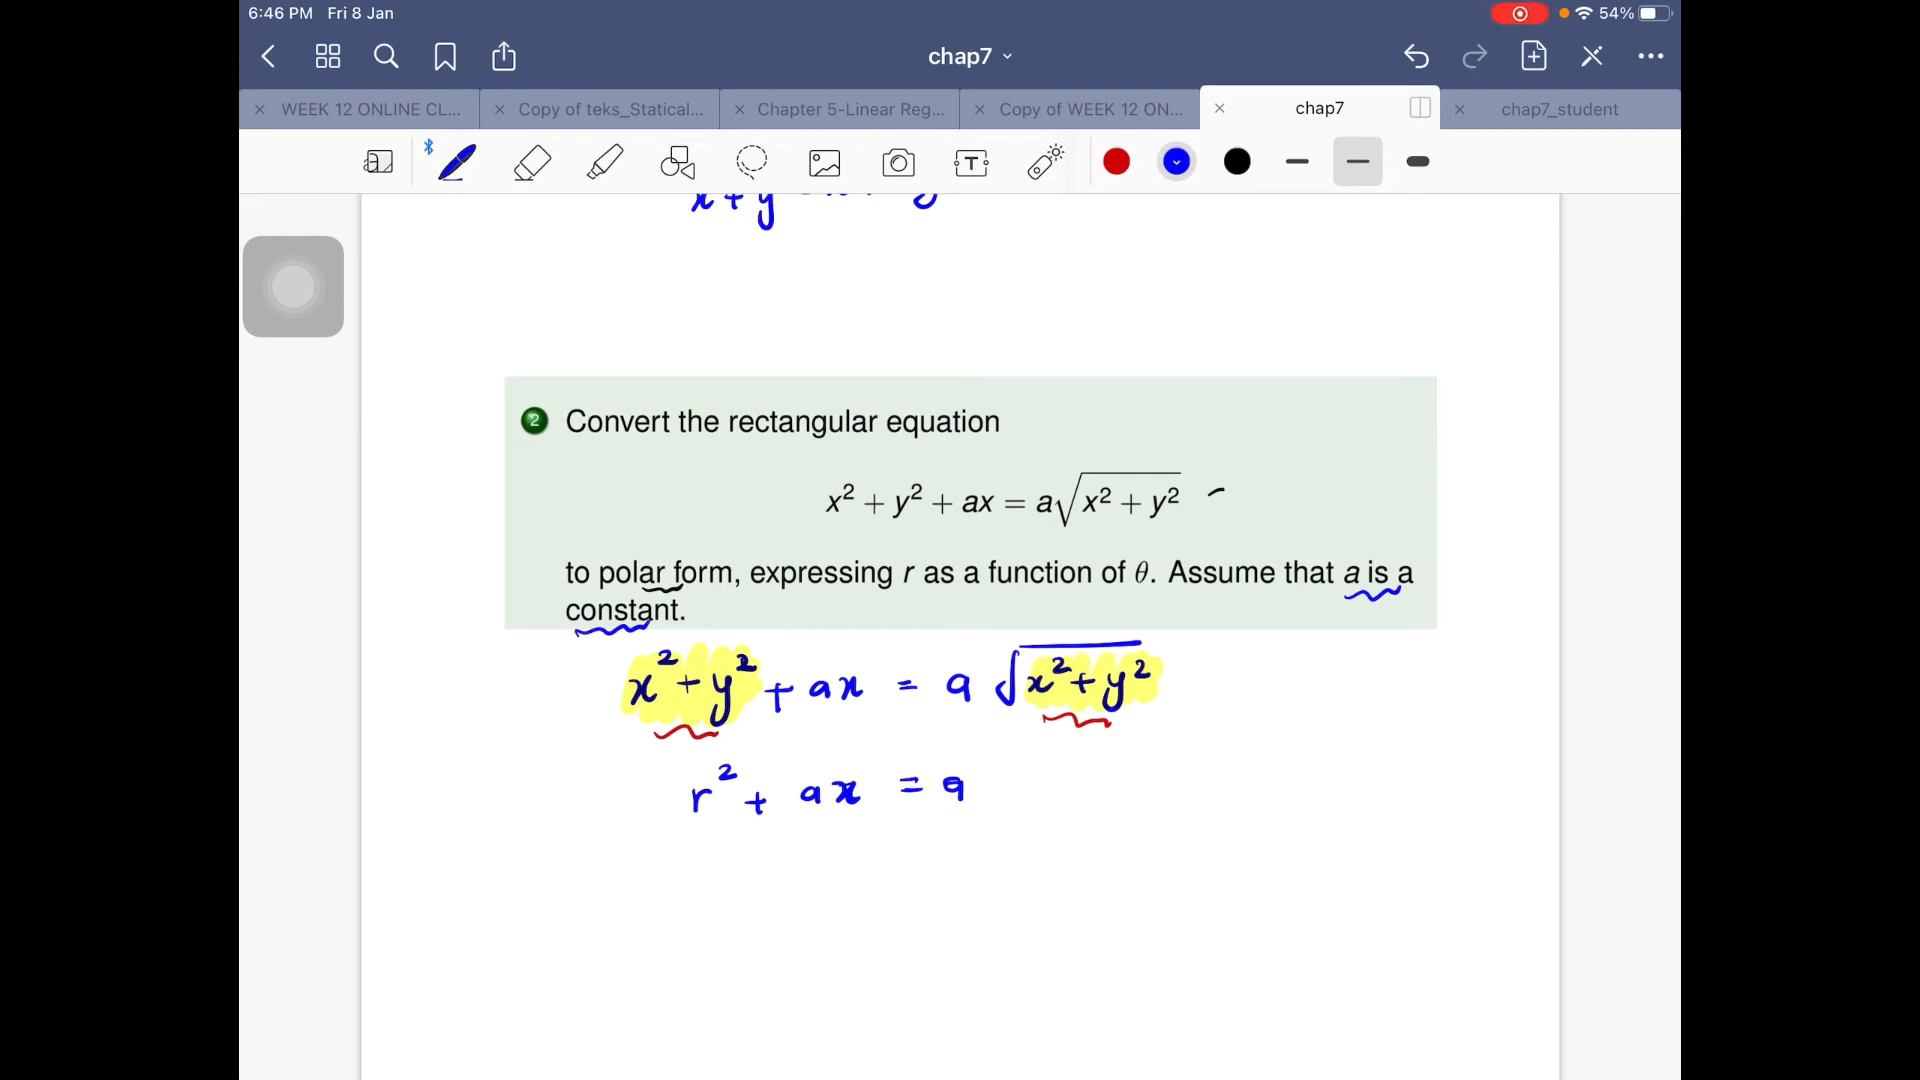 6:46 PM Fri 8 Jan 54%
chap7
WEEK 12 ONLINE CL... Copy of teks_Statical... Chapter 5-Linear Reg... Copy of WEEK 12 ON... chap7 chap7_student
x + y
2 Convert the rectangular equation
x² + y² + ax = a√(x² + y²)
to polar form, expressing r as a function of θ. Assume that a is a
constant.
x² + y² + ax = a √(x² + y²)
r² + ax = a